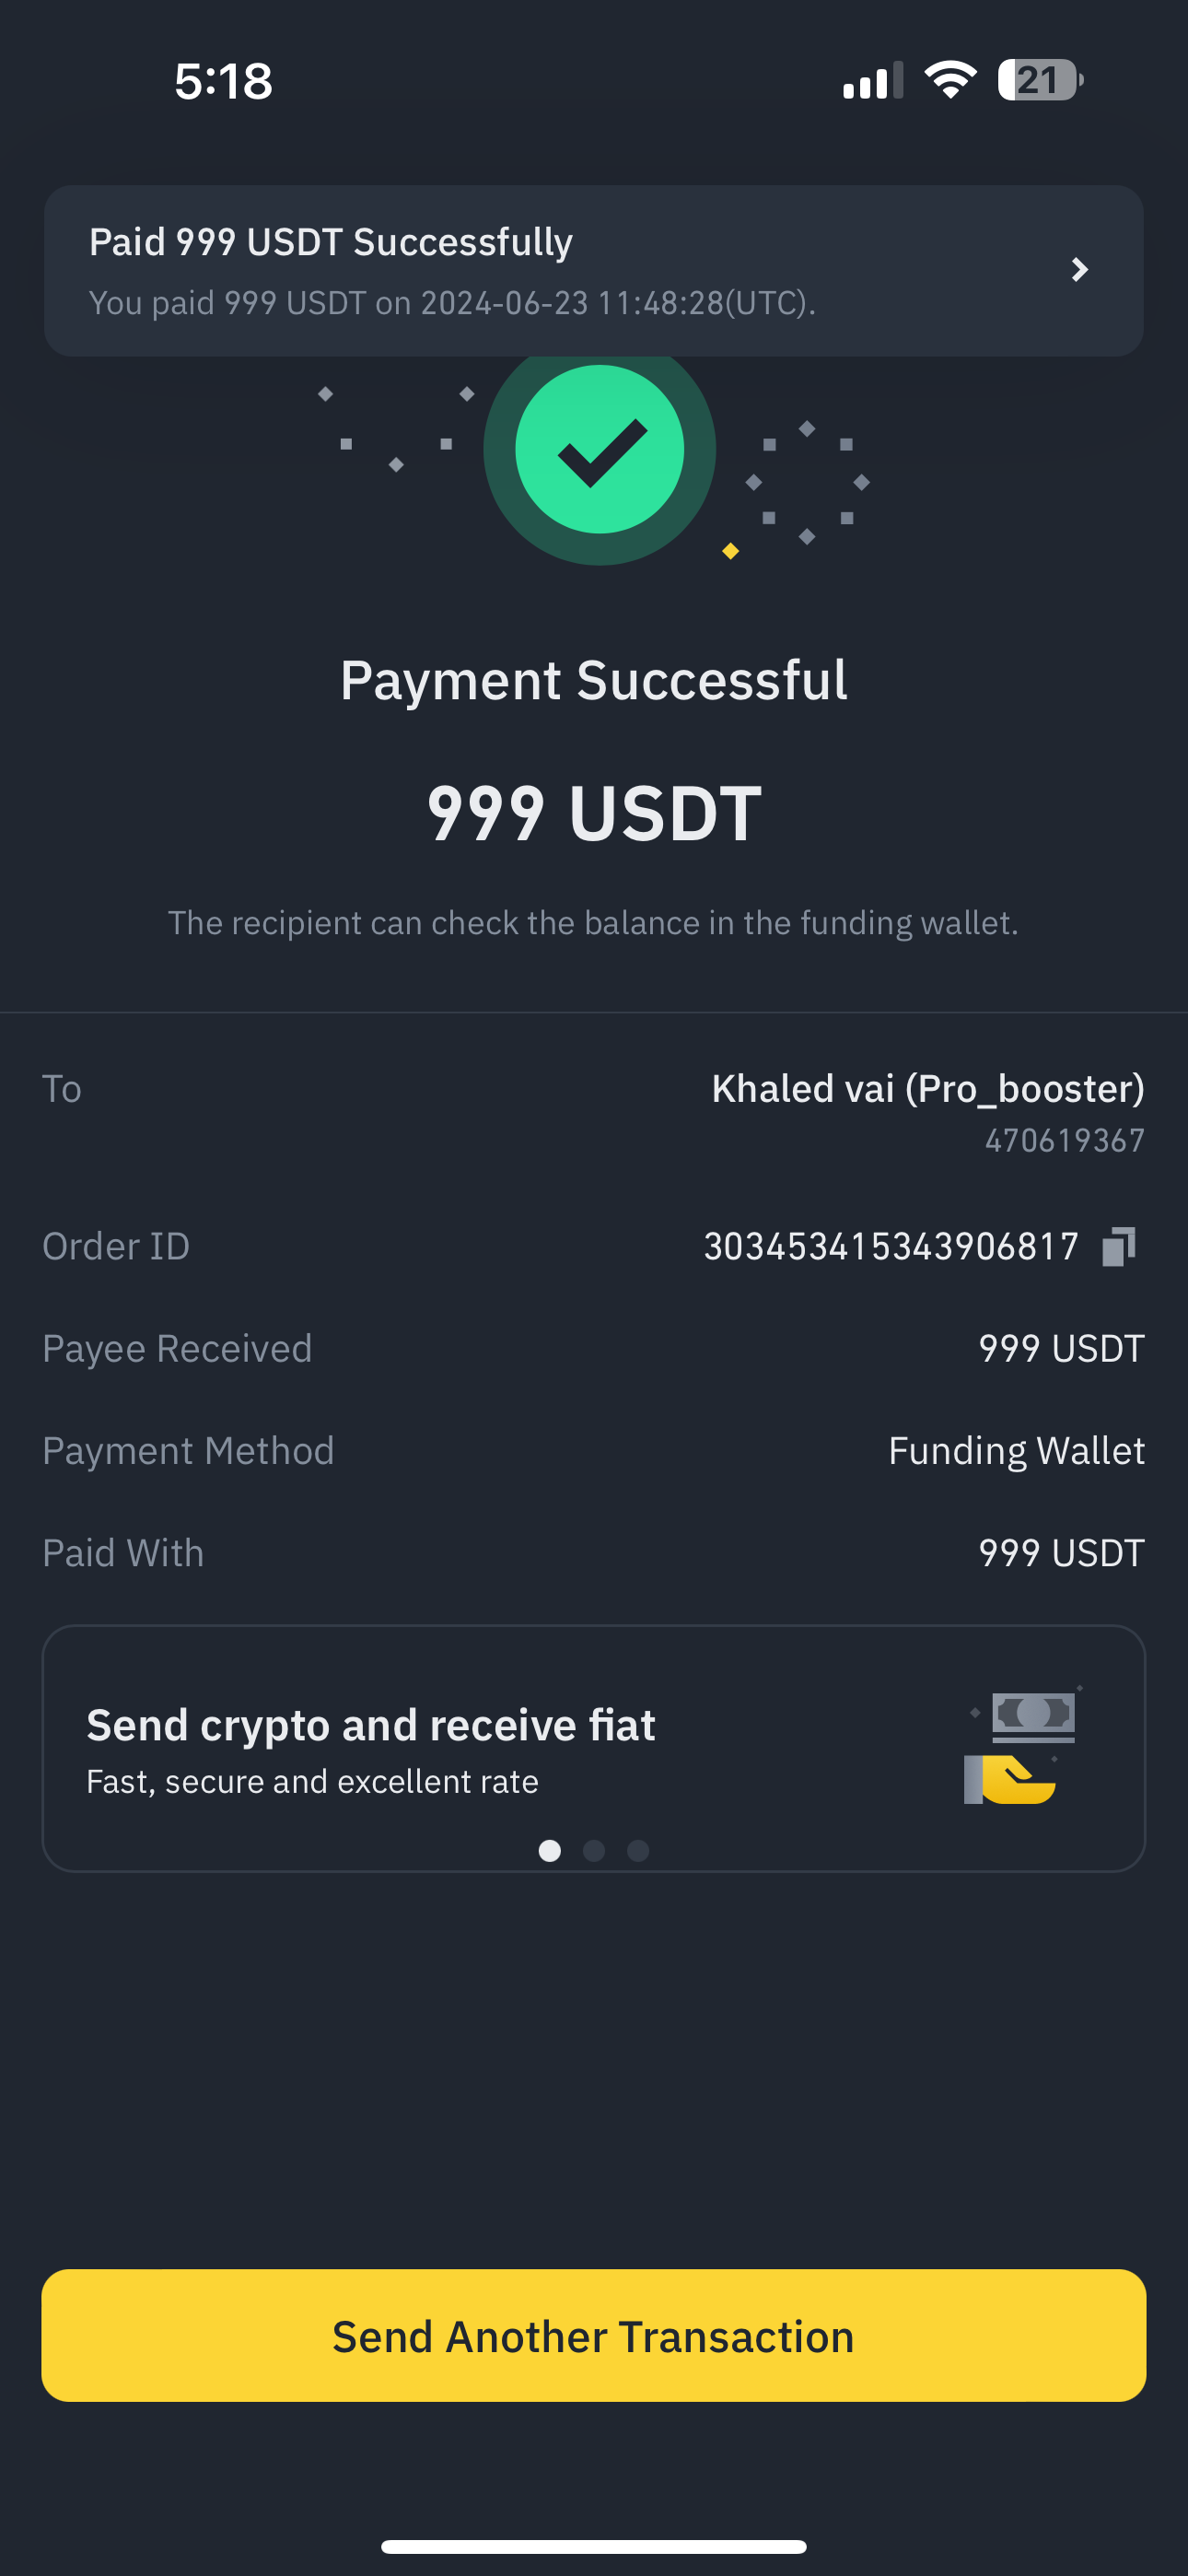 5:18
21
Paid 999 USDT Successfully
You paid 999 USDT on 2024-06-23 11:48:28(UTC).
Payment Successful
999 USDT
The recipient can check the balance in the funding wallet.
To
Khaled vai (Pro_booster)
470619367
Order ID
303453415343906817
Payee Received
999 USDT
Payment Method
Funding Wallet
Paid With
999 USDT
Send crypto and receive fiat
Fast, secure and excellent rate
Send Another Transaction